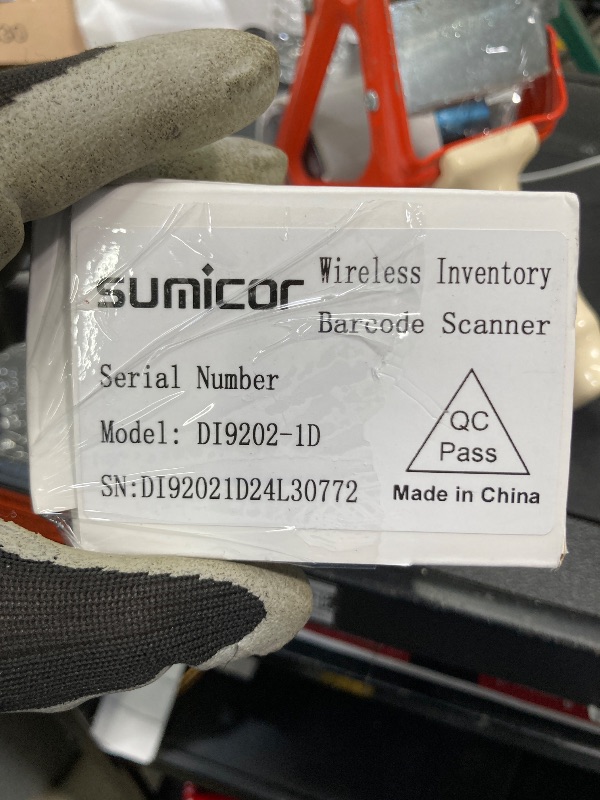 sumicor
Wireless Inventory
Barcode Scanner
Serial Number
Model: DI9202-1D
QC
Pass
SN:DI92021D24L30772
Made in China